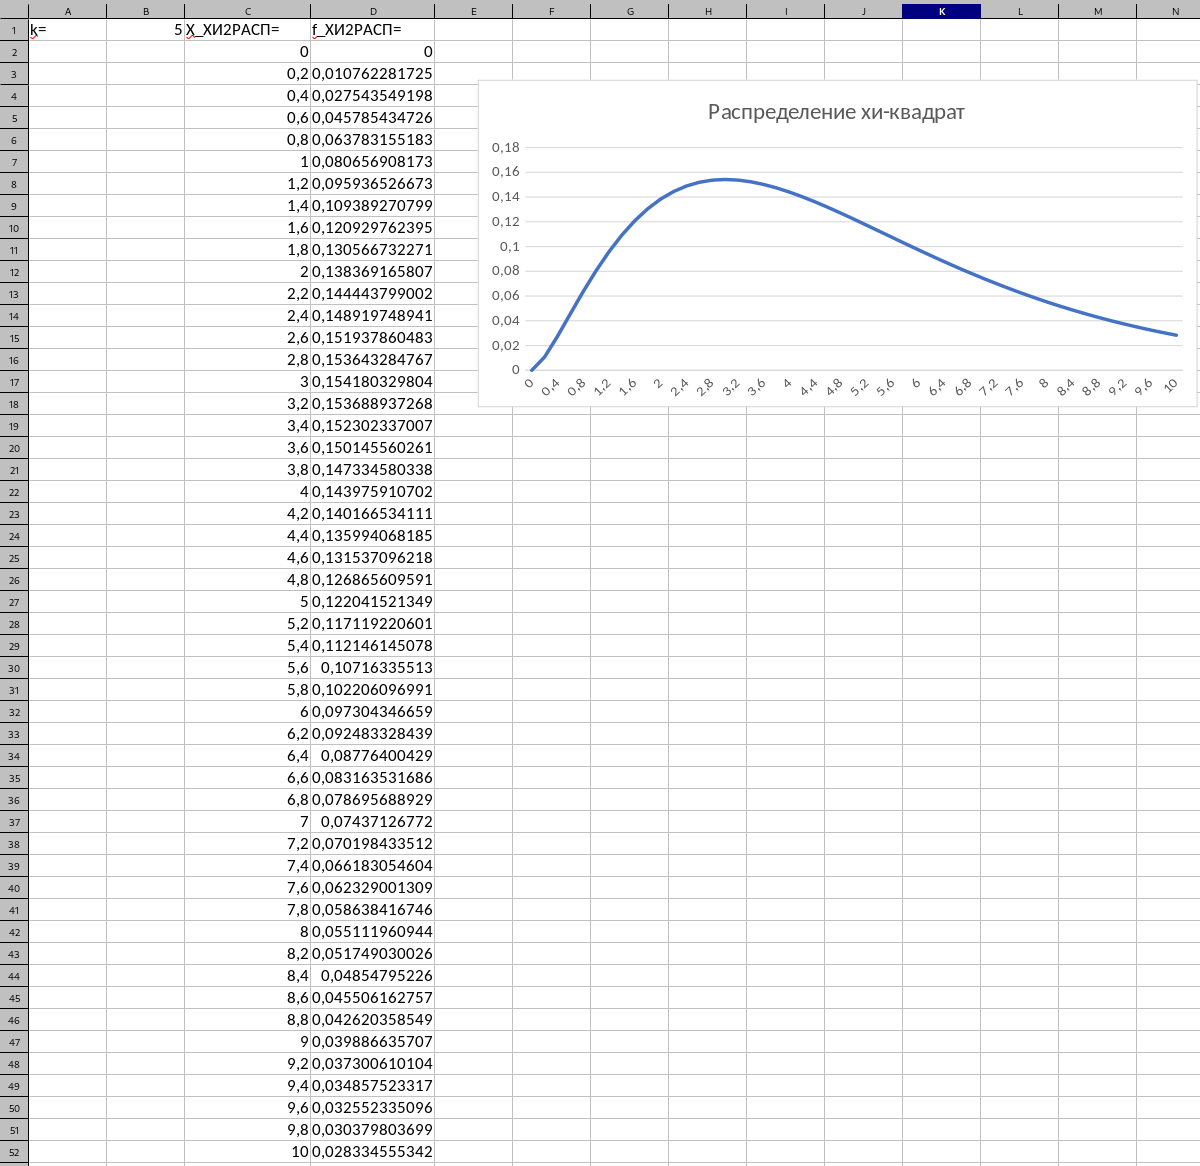 A B C D E F G H I J K L M N
1 k= 5 X_ХИ2РАСП= f_ХИ2РАСП=
2 0 0
3 0,2 0,010762281725
4 0,4 0,027543549198
5 0,6 0,045785434726
6 0,8 0,063783155183
7 1 0,080656908173
8 1,2 0,095936526673
9 1,4 0,109389270799
10 1,6 0,120929762395
11 1,8 0,130566732271
12 2 0,138369165807
13 2,2 0,144443799002
14 2,4 0,148919748941
15 2,6 0,151937860483
16 2,8 0,153643284767
17 3 0,154180329804
18 3,2 0,153688937268
19 3,4 0,152302337007
20 3,6 0,150145560261
21 3,8 0,147334580338
22 4 0,143975910702
23 4,2 0,140166534111
24 4,4 0,135994068185
25 4,6 0,131537096218
26 4,8 0,126865609591
27 5 0,122041521349
28 5,2 0,117119220601
29 5,4 0,112146145078
30 5,6 0,10716335513
31 5,8 0,102206096991
32 6 0,097304346659
33 6,2 0,092483328439
34 6,4 0,08776400429
35 6,6 0,083163531686
36 6,8 0,078695688929
37 7 0,07437126772
38 7,2 0,070198433512
39 7,4 0,066183054604
40 7,6 0,062329001309
41 7,8 0,058638416746
42 8 0,055111960944
43 8,2 0,051749030026
44 8,4 0,04854795226
45 8,6 0,045506162757
46 8,8 0,042620358549
47 9 0,039886635707
48 9,2 0,037300610104
49 9,4 0,034857523317
50 9,6 0,032552335096
51 9,8 0,030379803699
52 10 0,028334555342
Распределение хи-квадрат
0,18
0,16
0,14
0,12
0,1
0,08
0,06
0,04
0,02
0
0 0,4 0,8 1,2 1,6 2 2,4 2,8 3,2 3,6 4 4,4 4,8 5,2 5,6 6 6,4 6,8 7,2 7,6 8 8,4 8,8 9,2 9,6 10